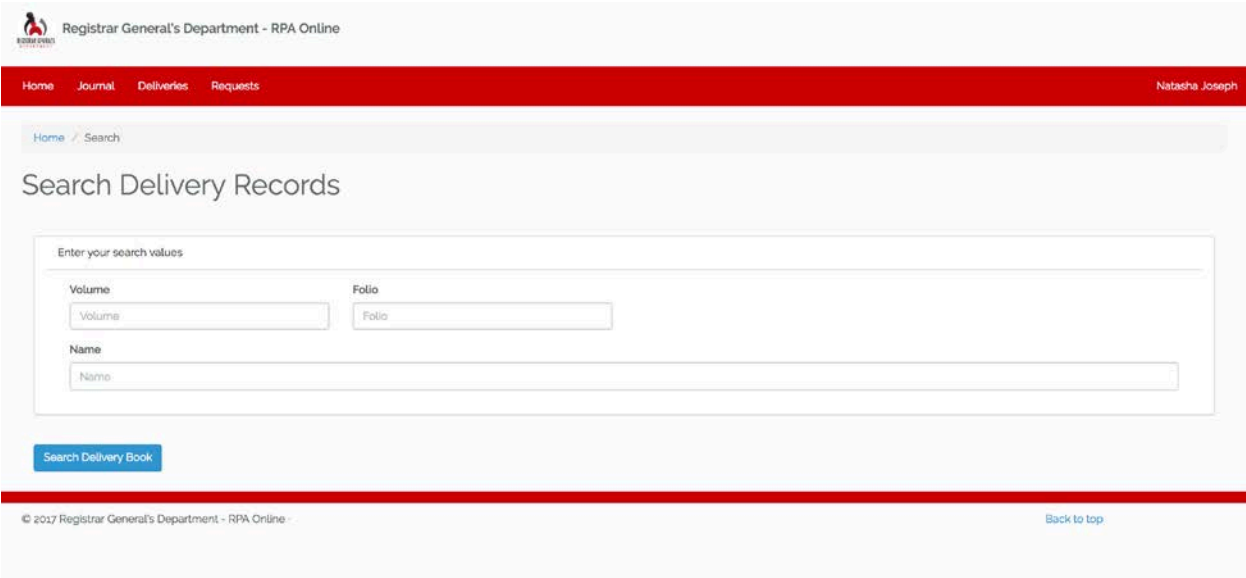 Registrar General's Department - RPA Online
Home Journal Deliveries Requests Natasha Joseph
Home / Search
Search Delivery Records
Enter your search values
Volume Folio
Volume Folio
Name
Name
Search Delivery Book
© 2017 Registrar General's Department - RPA Online - Back to top